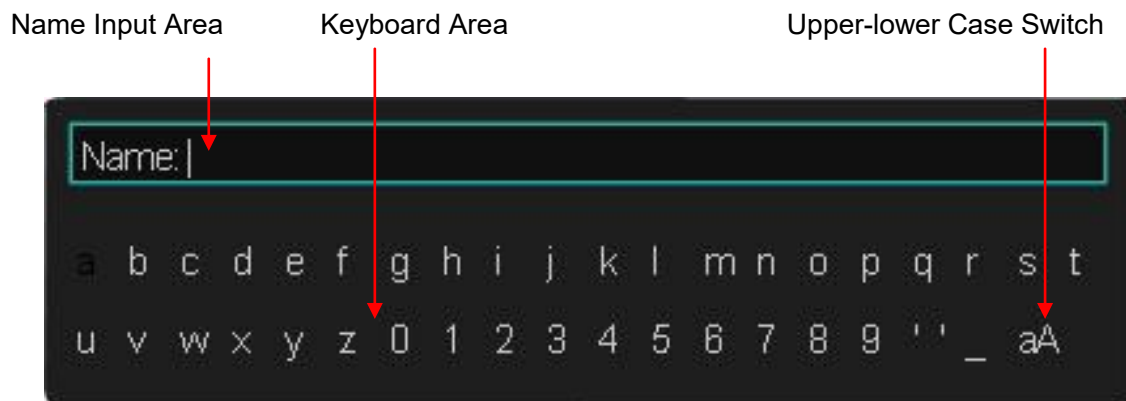 Name Input Area Keyboard Area Upper-lower Case Switch
Name:
a b c d e f g h i j k l m n o p q r s t
u v w x y z 0 1 2 3 4 5 6 7 8 9 ' ' _ aA